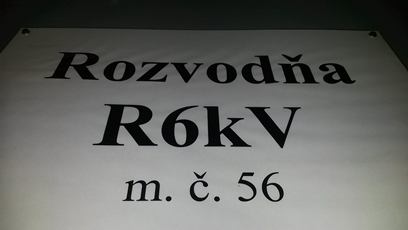 Rozvodňa
R6kV
m. č. 56